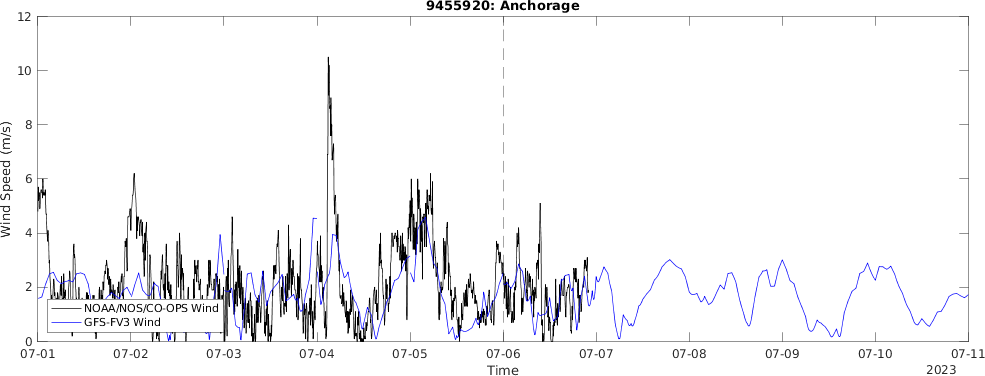 9455920: Anchorage
12
10
8
6
4
2
0
Wind Speed (m/s)
NOAA/NOS/CO-OPS Wind
GFS-FV3 Wind
07-01 07-02 07-03 07-04 07-05 07-06 07-07 07-08 07-09 07-10 07-11
Time
2023